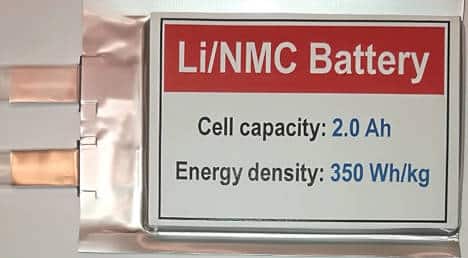 Li/NMC Battery
Cell capacity: 2.0 Ah
Energy density: 350 Wh/kg